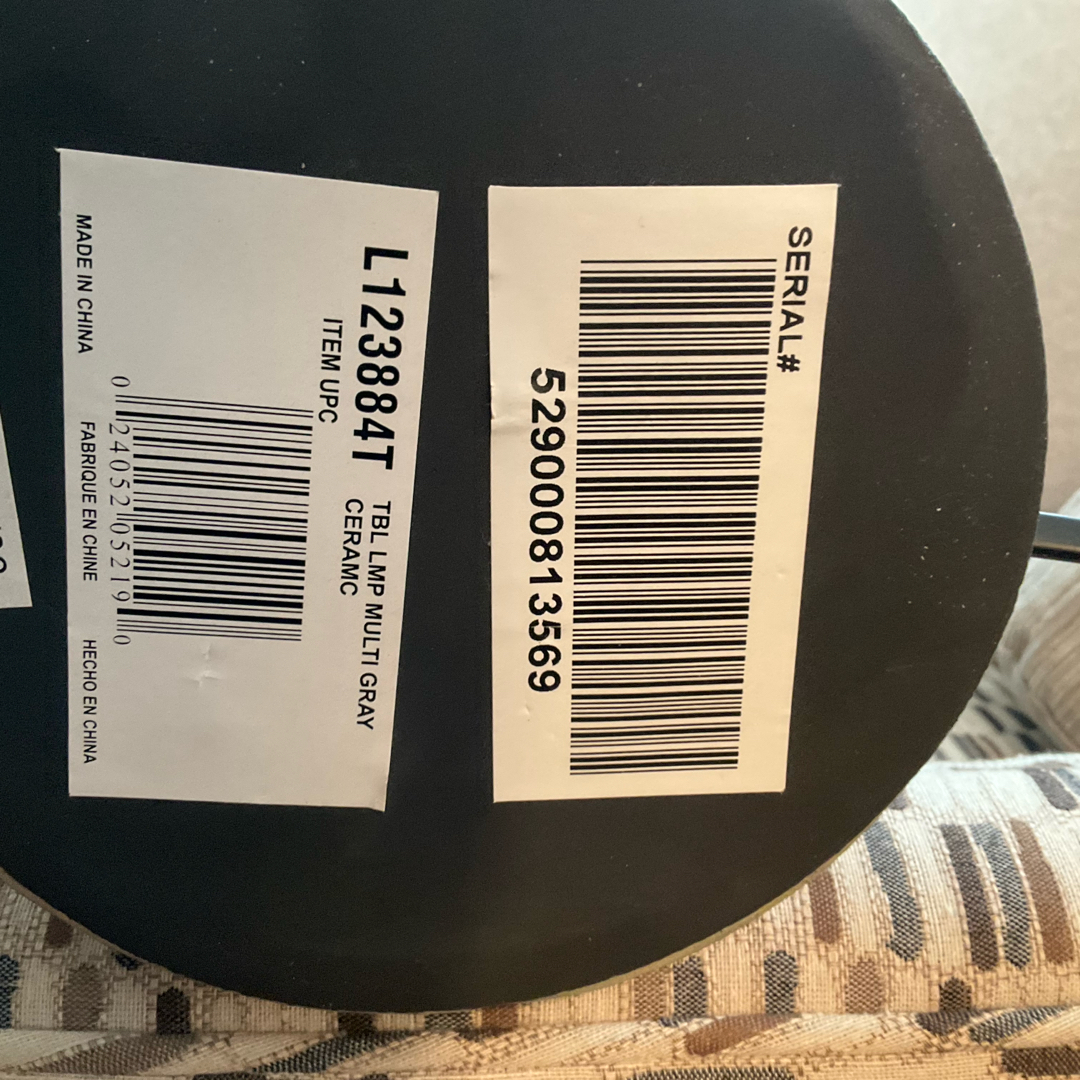 SERIAL#
529000813569
L123884T TBL LMP MULTI GRAY
CERAMC
ITEM UPC
0 24052 05219 0
MADE IN CHINA FABRIQUE EN CHINE HECHO EN CHINA